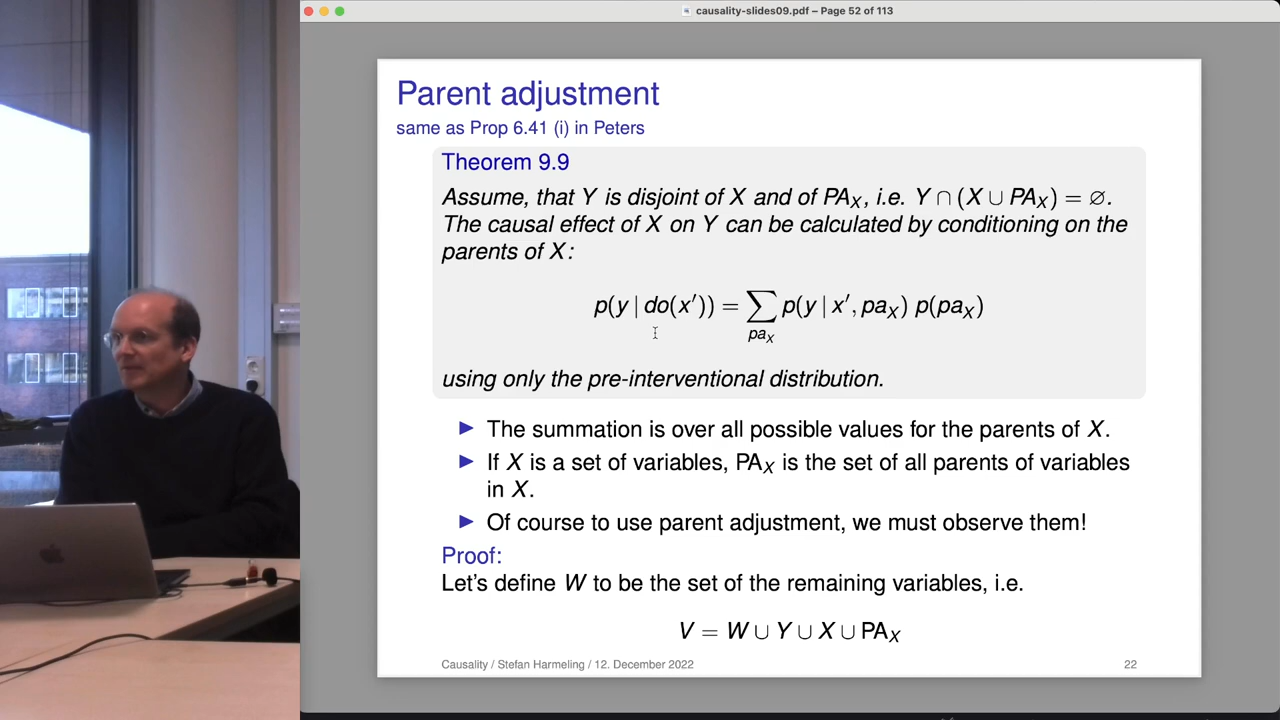 causality-slides09.pdf – Page 52 of 113
Parent adjustment
same as Prop 6.41 (i) in Peters
Theorem 9.9
Assume, that Y is disjoint of X and of PA_X, i.e. Y ∩ (X ∪ PA_X) = ∅.
The causal effect of X on Y can be calculated by conditioning on the
parents of X:
p(y | do(x′)) = ∑_{pa_X} p(y | x′, pa_X) p(pa_X)
using only the pre-interventional distribution.
▶ The summation is over all possible values for the parents of X.
▶ If X is a set of variables, PA_X is the set of all parents of variables
in X.
▶ Of course to use parent adjustment, we must observe them!
Proof:
Let's define W to be the set of the remaining variables, i.e.
V = W ∪ Y ∪ X ∪ PA_X
Causality / Stefan Harmeling / 12. December 2022 22